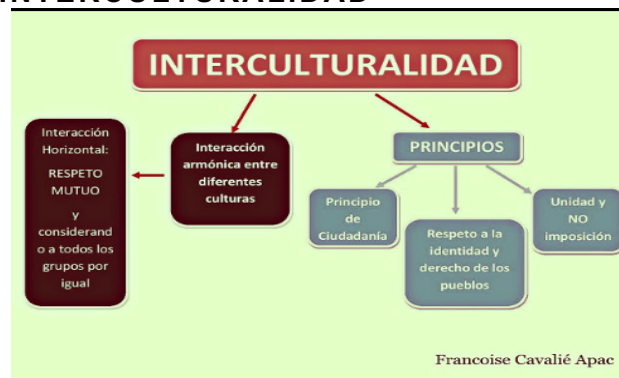 INTERCULTURALIDAD
INTERCULTURALIDAD
Interacción
Horizontal:
RESPETO
MUTUO
y
considerand
o a todos los
grupos por
igual
Interacción
armónica entre
diferentes
culturas
PRINCIPIOS
Principio
de
Ciudadanía
Respeto a la
identidad y
derecho de los
pueblos
Unidad y
NO
imposición
Francoise Cavalié Apac